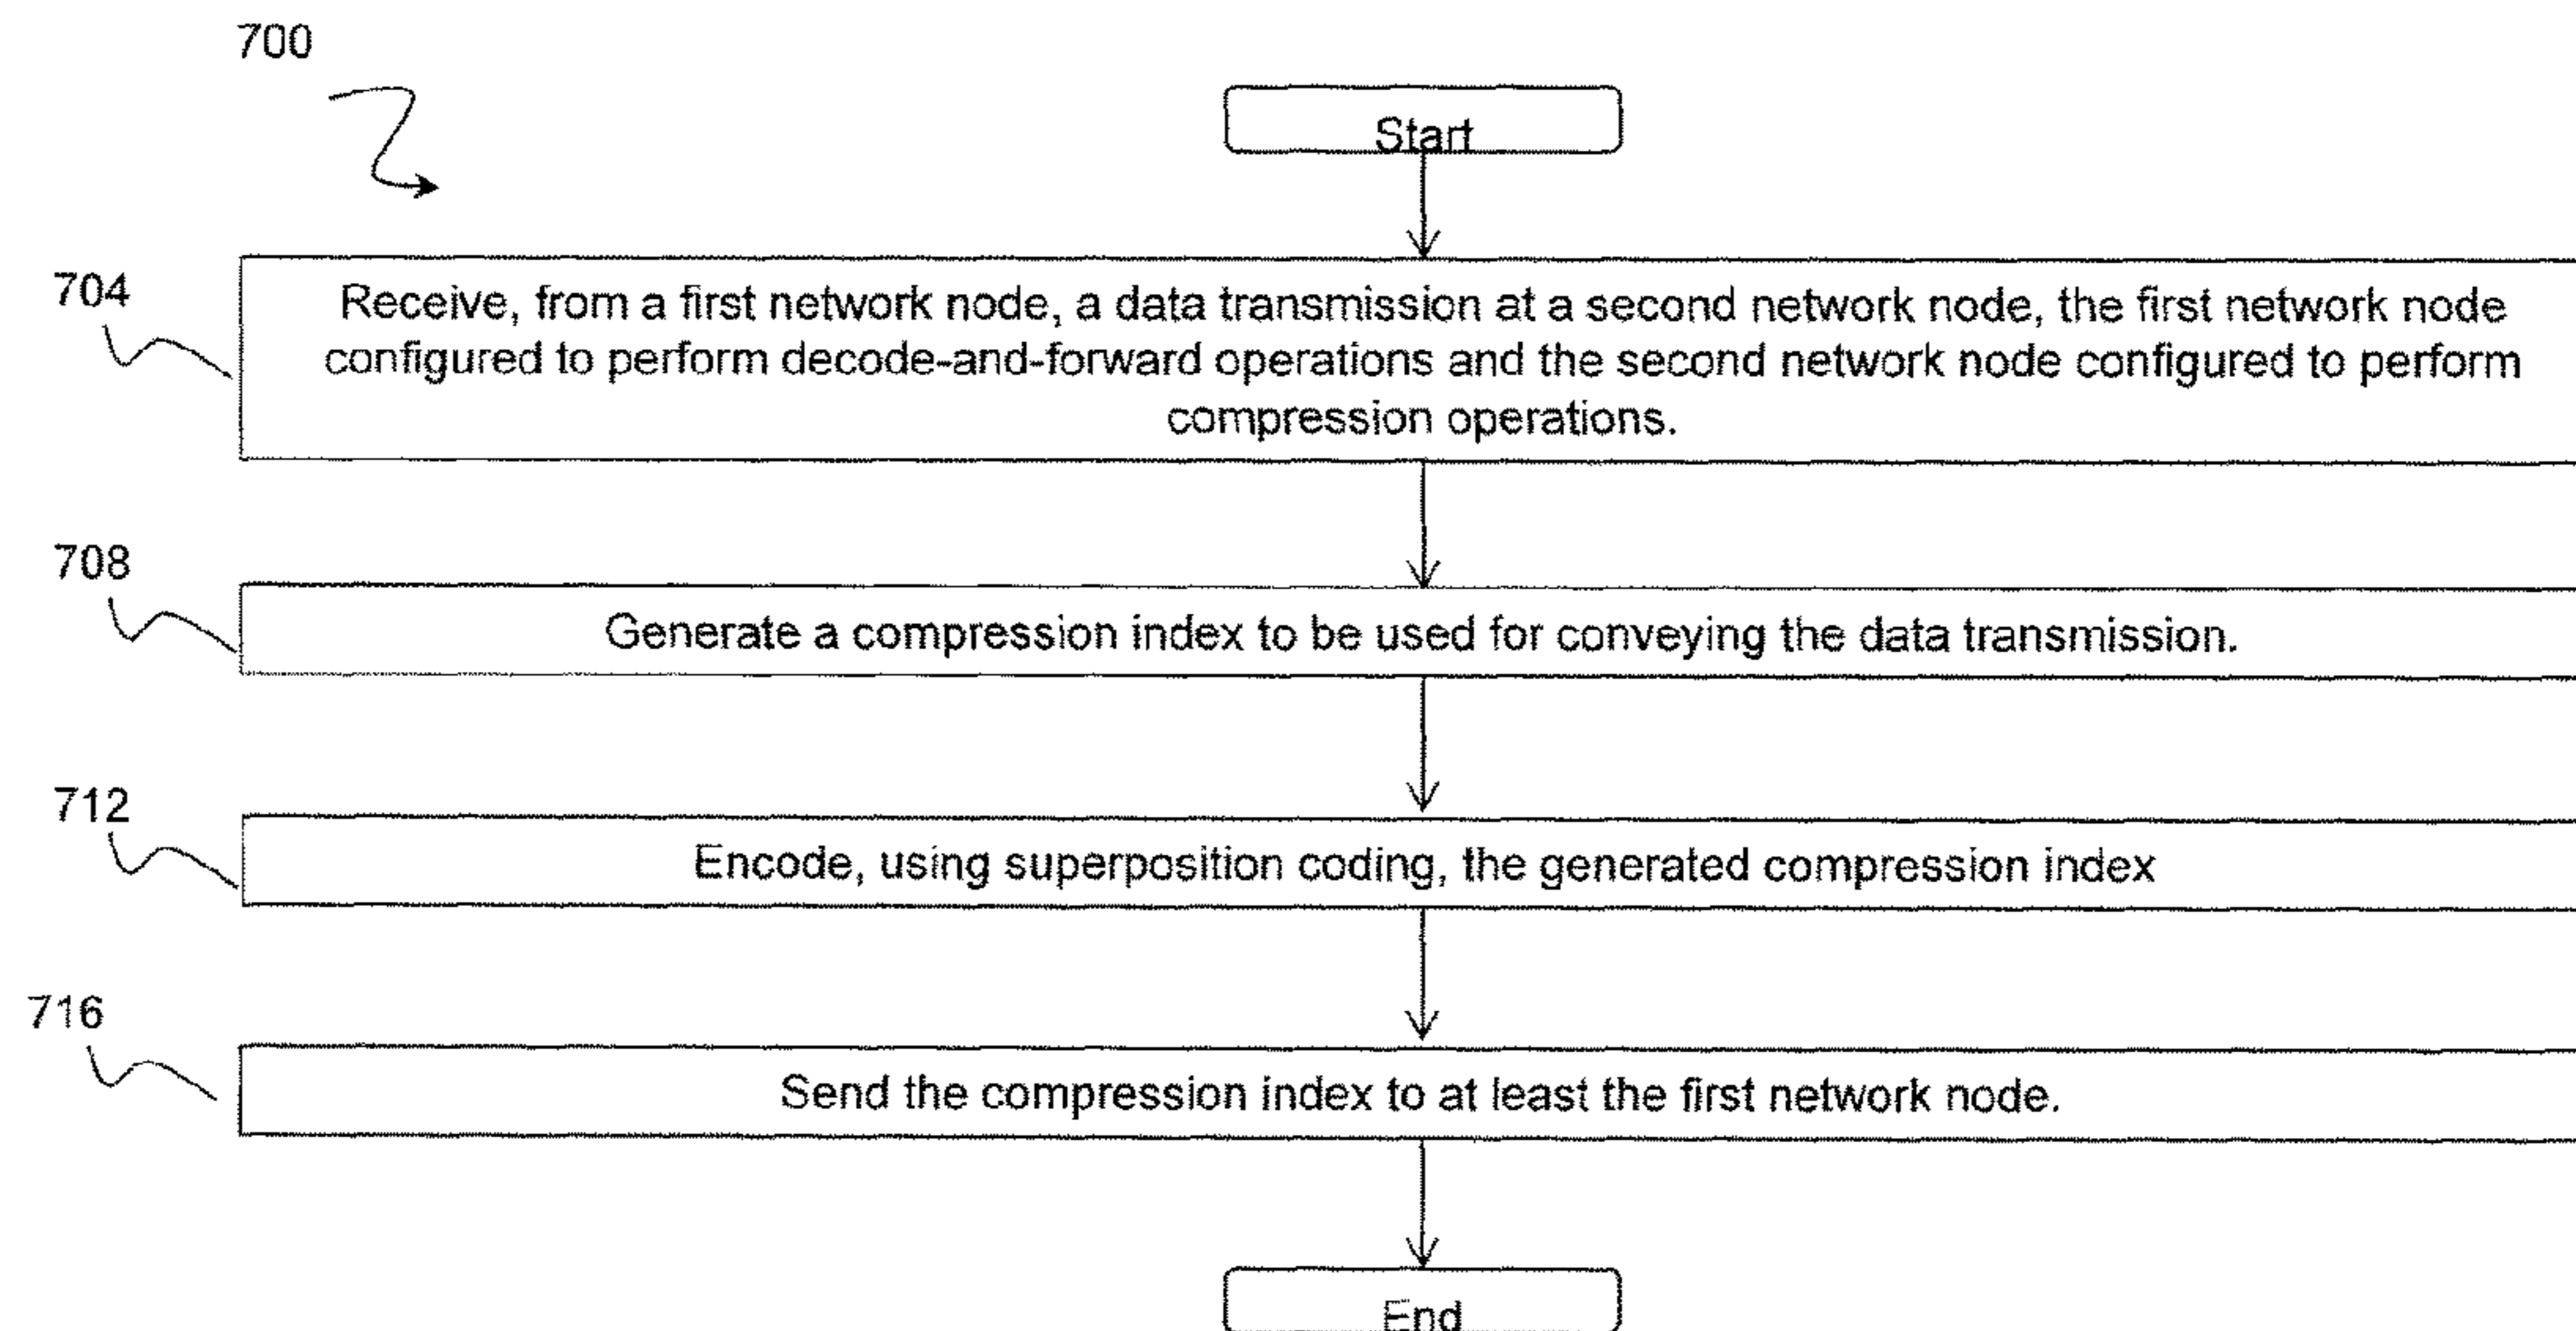 700
Start
704
Receive, from a first network node, a data transmission at a second network node, the first network node
configured to perform decode-and-forward operations and the second network node configured to perform
compression operations.
708
Generate a compression index to be used for conveying the data transmission.
712
Encode, using superposition coding, the generated compression index
716
Send the compression index to at least the first network node.
End